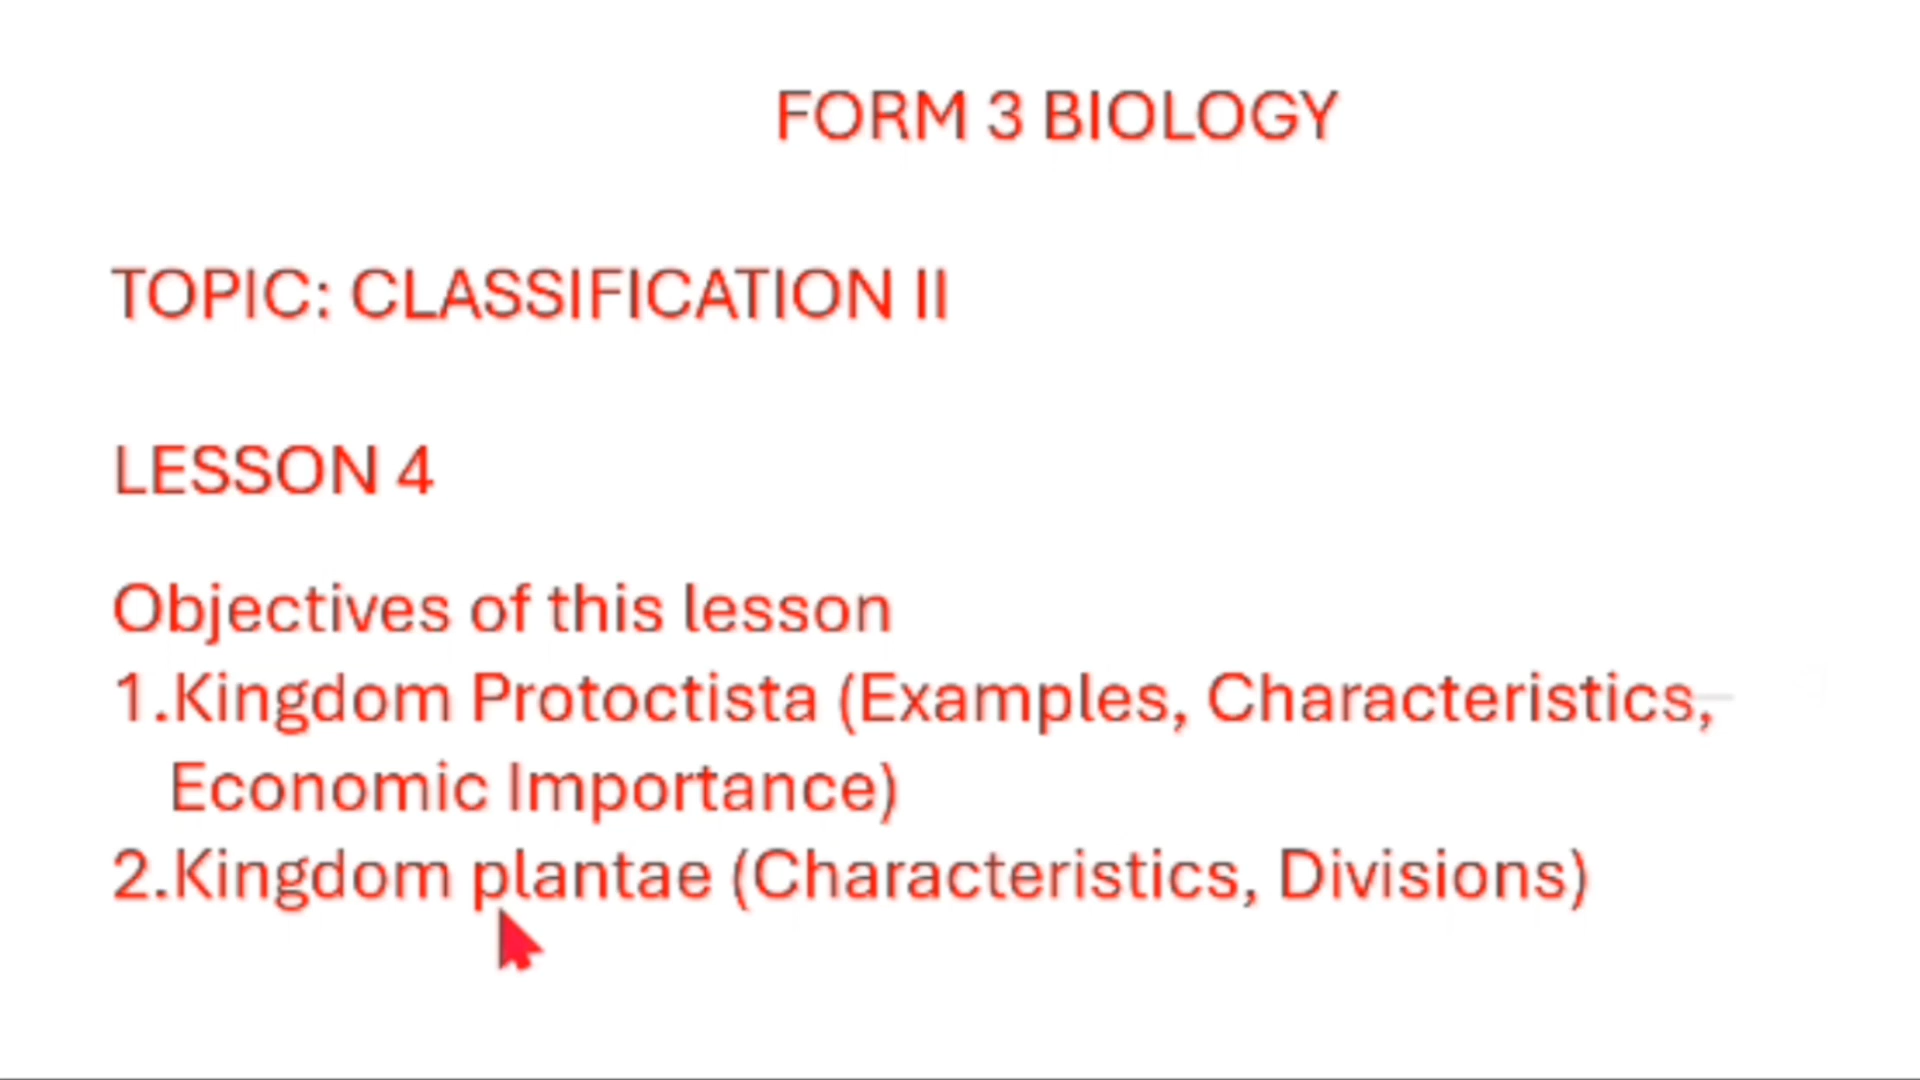 FORM 3 BIOLOGY
TOPIC: CLASSIFICATION II
LESSON 4
Objectives of this lesson
1.Kingdom Protoctista (Examples, Characteristics,
Economic Importance)
2.Kingdom plantae (Characteristics, Divisions)